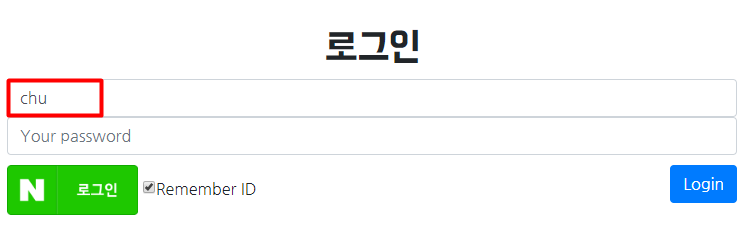 로그인
chu
Your password
N 로그인 Remember ID Login